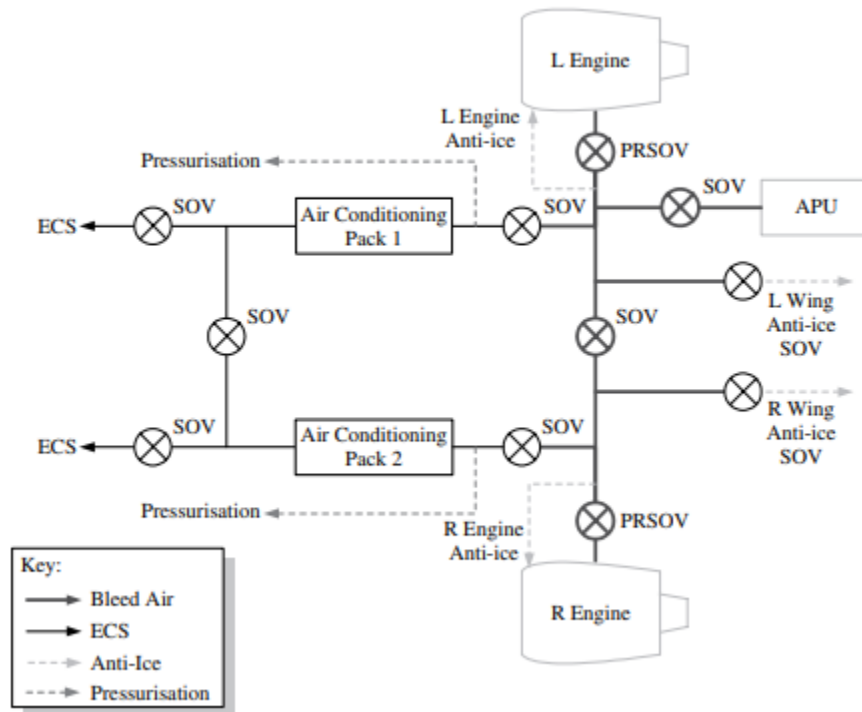 L Engine
L Engine
Anti-ice
PRSOV
Pressurisation
SOV
APU
SOV
Air Conditioning
Pack 1
SOV
ECS
L Wing
Anti-ice
SOV
SOV
SOV
R Wing
Anti-ice
SOV
SOV
Air Conditioning
Pack 2
SOV
ECS
Pressurisation
R Engine
Anti-ice
PRSOV
R Engine
Key:
Bleed Air
ECS
Anti-Ice
Pressurisation